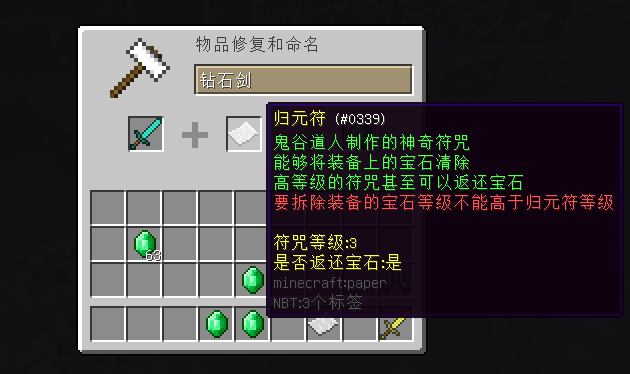 物品修复和命名
钻石剑
归元符 (#0339)
鬼谷道人制作的神奇符咒
能够将装备上的宝石清除
高等级的符咒甚至可以返还宝石
要拆除装备的宝石等级不能高于归元符等级
符咒等级:3
是否返还宝石:是
minecraft:paper
NBT:3个标签
63